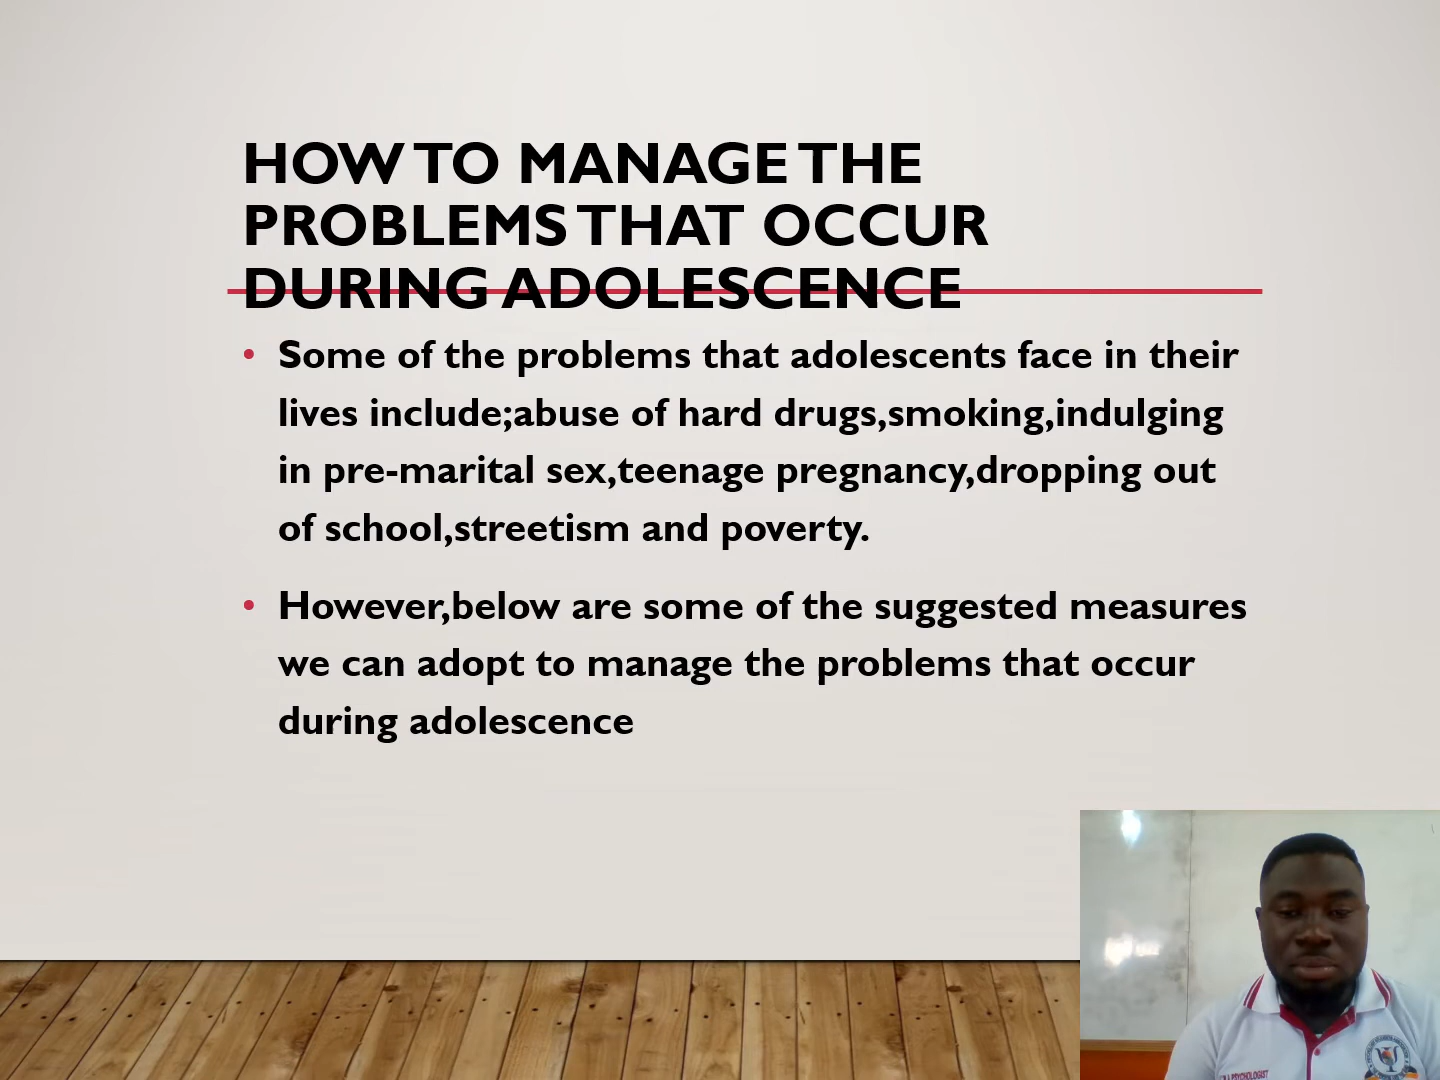 HOW TO MANAGE THE
PROBLEMS THAT OCCUR
DURING ADOLESCENCE
• Some of the problems that adolescents face in their
lives include;abuse of hard drugs,smoking,indulging
in pre-marital sex,teenage pregnancy,dropping out
of school,streetism and poverty.
• However,below are some of the suggested measures
we can adopt to manage the problems that occur
during adolescence
PSYCHOLOGIST